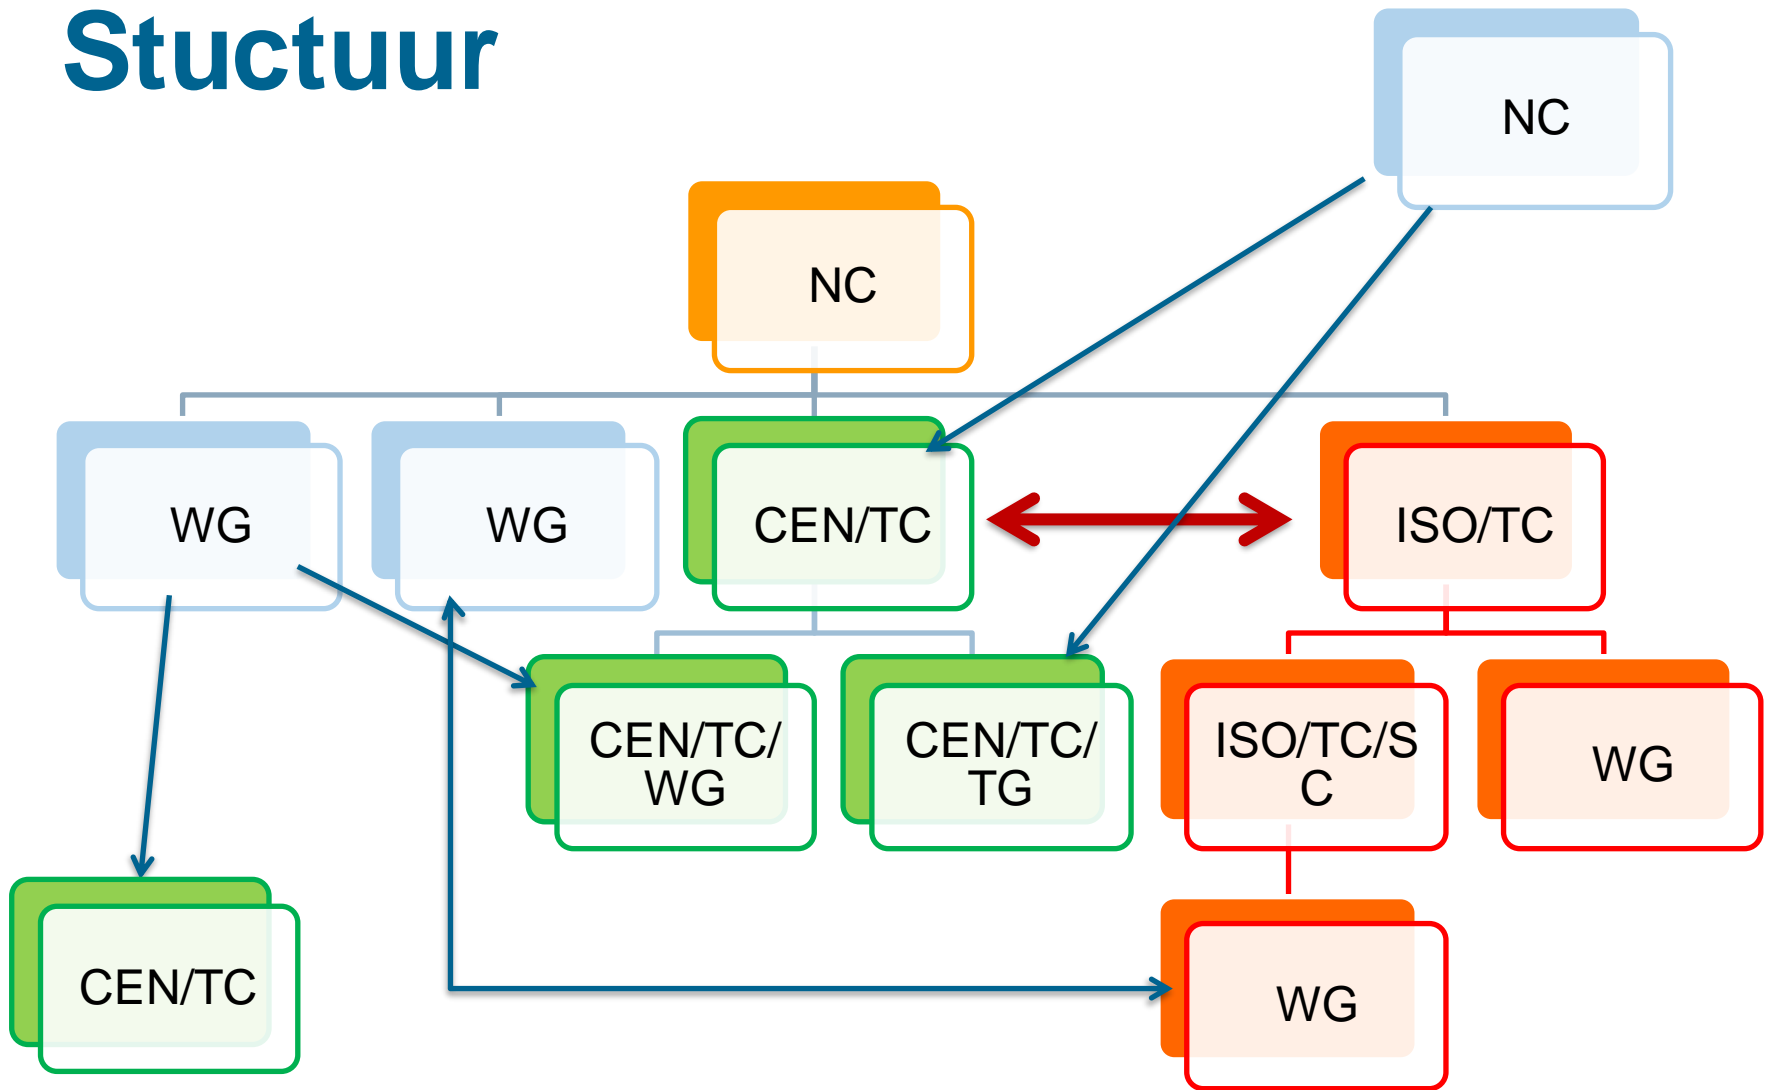 Stuctuur
NC
NC
WG
WG
CEN/TC
ISO/TC
CEN/TC/
WG
CEN/TC/
TG
ISO/TC/S
C
WG
CEN/TC
WG